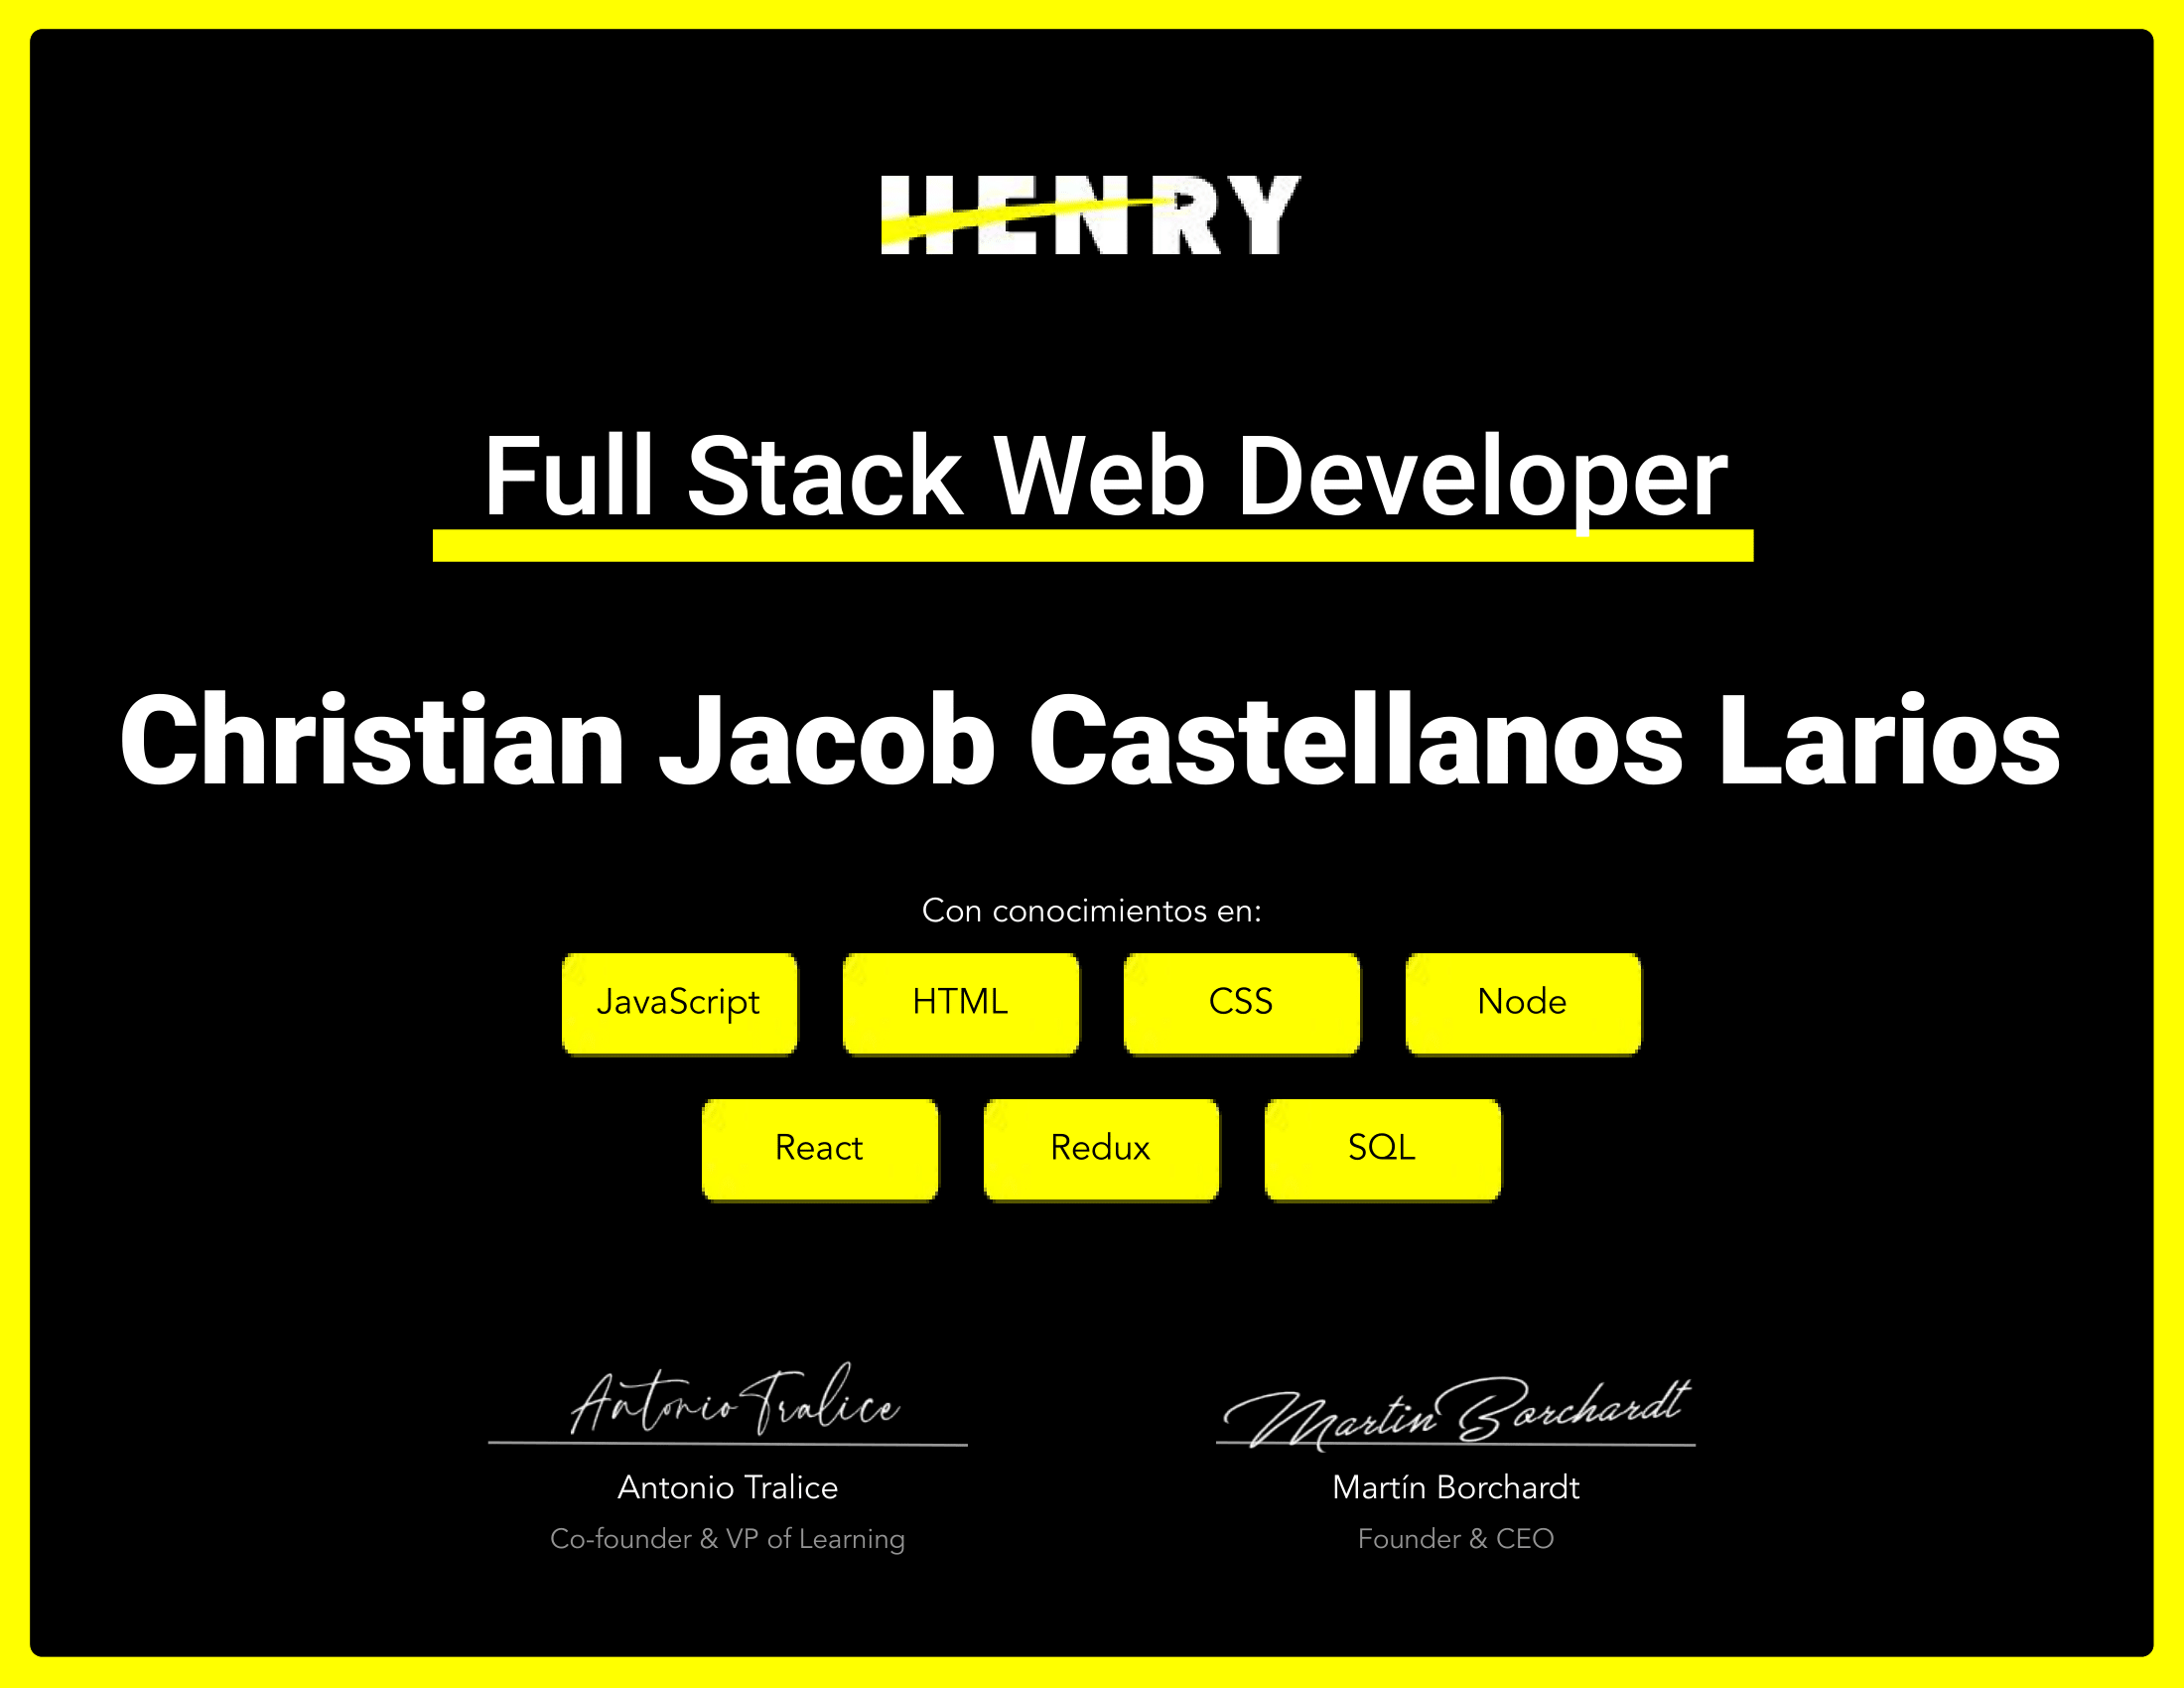 HENRY
Full Stack Web Developer
Christian Jacob Castellanos Larios
Con conocimientos en:
JavaScript HTML CSS Node
React Redux SQL
Antonio Tralice Martin Borchardt
Antonio Tralice Martín Borchardt
Co-founder & VP of Learning Founder & CEO